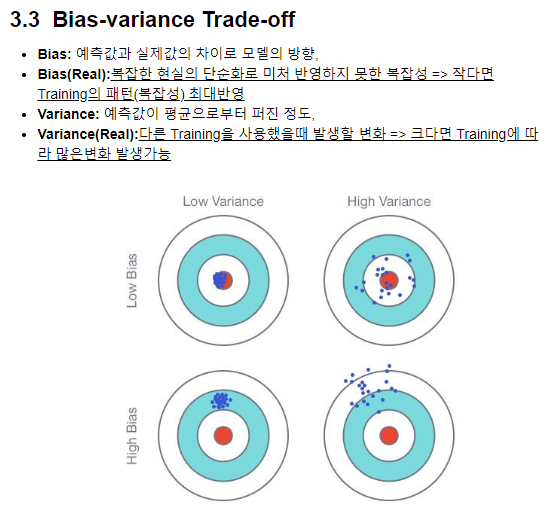 3.3 Bias-variance Trade-off
Bias: 예측값과 실제값의 차이로 모델의 방향,
Bias(Real):복잡한 현실의 단순화로 미처 반영하지 못한 복잡성 => 작다면
Training의 패턴(복잡성) 최대반영
Variance: 예측값이 평균으로부터 퍼진 정도,
Variance(Real):다른 Training을 사용했을때 발생할 변화 => 크다면 Training에 따
라 많은변화 발생가능
Low Variance
High Variance
Low Bias
High Bias